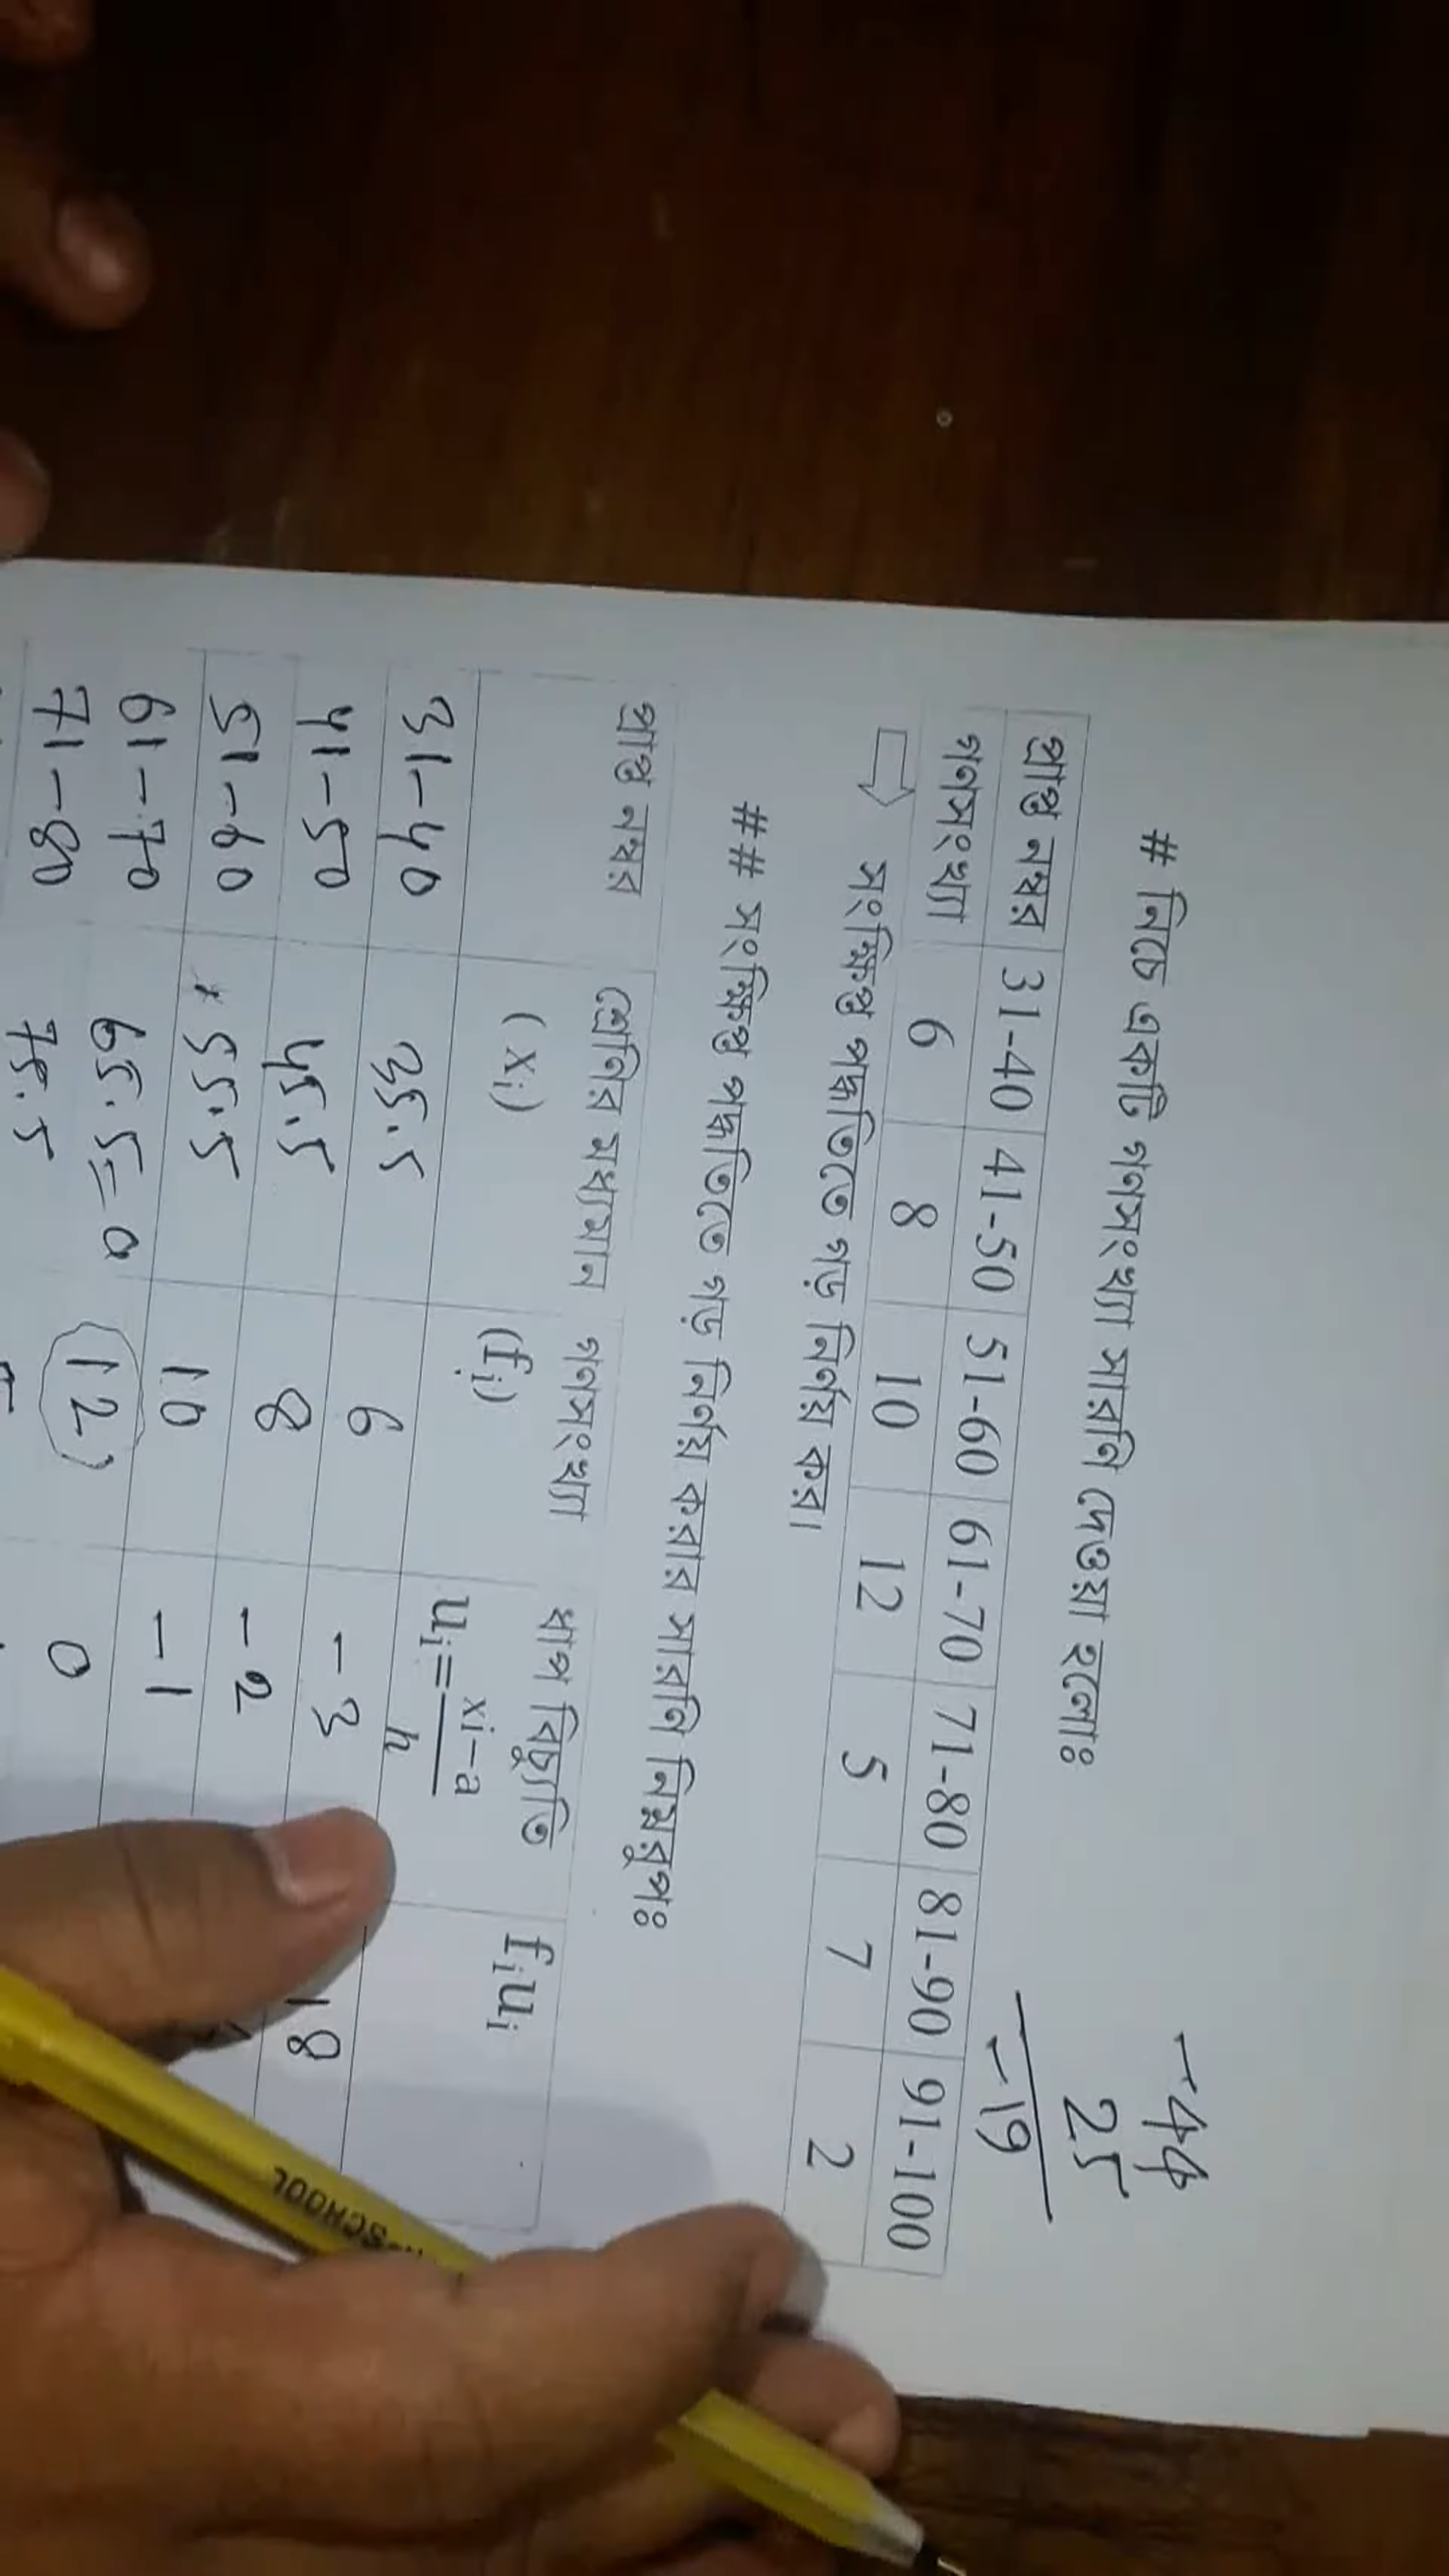 -44
25
-19
# নিচে একটি গণসংখ্যা সারণি দেওয়া হলোঃ
প্রাপ্ত নম্বর 31-40 41-50 51-60 61-70 71-80 81-90 91-100
গণসংখ্যা 6 8 10 12 5 7 2
⇨ সংক্ষিপ্ত পদ্ধতিতে গড় নির্ণয় কর।
## সংক্ষিপ্ত পদ্ধতিতে গড় নির্ণয় করার সারণি নিম্নরূপঃ
প্রাপ্ত নম্বর শ্রেণির মধ্যমান (xi) গণসংখ্যা (fi) ধাপ বিচ্যুতি ui = xi-a / h fiui
31-40 35.5 6 -3 18
41-50 45.5 8 -2
51-60 55.5 10 -1
61-70 65.5=a 12 0
71-80 75.5
SCHOOL